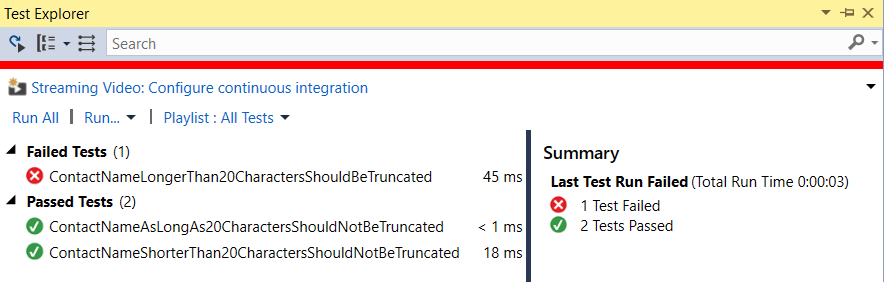 Test Explorer
Search
Streaming Video: Configure continuous integration
Run All | Run... | Playlist : All Tests
Failed Tests (1)
ContactNameLongerThan20CharactersShouldBeTruncated 45 ms
Passed Tests (2)
ContactNameAsLongAs20CharactersShouldNotBeTruncated < 1 ms
ContactNameShorterThan20CharactersShouldNotBeTruncated 18 ms
Summary
Last Test Run Failed (Total Run Time 0:00:03)
1 Test Failed
2 Tests Passed